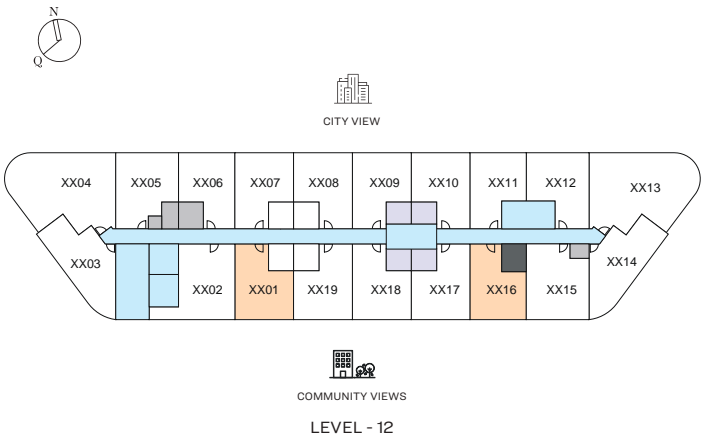 N
Q
CITY VIEW
XX04 XX05 XX06 XX07 XX08 XX09 XX10 XX11 XX12 XX13
XX03 XX02 XX01 XX19 XX18 XX17 XX16 XX15 XX14
COMMUNITY VIEWS
LEVEL - 12